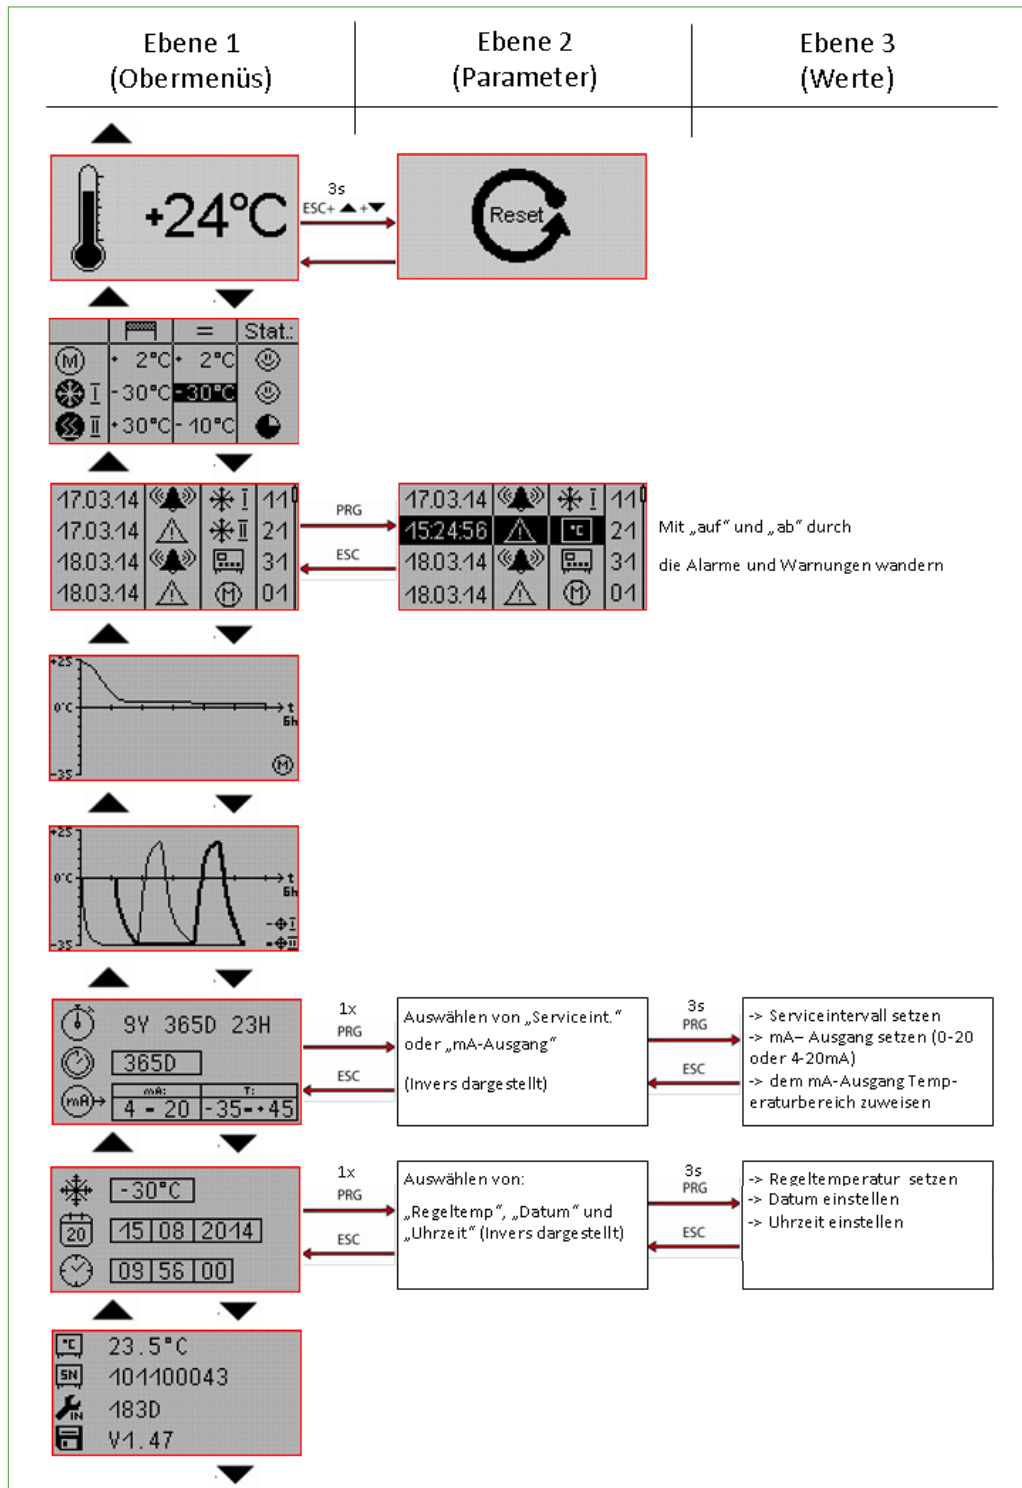 Ebene 1
(Obermenüs)
Ebene 2
(Parameter)
Ebene 3
(Werte)
+24°C
3s
ESC+ ▲ +▼
Reset
= Stat.:
M + 2°C + 2°C
I -30°C -30°C
II +30°C -10°C
17.03.14 I 11
17.03.14 II 21
18.03.14 31
18.03.14 M 01
PRG
ESC
17.03.14 I 11
15:24:56 °C 21
18.03.14 31
18.03.14 M 01
Mit „auf“ und „ab“ durch
die Alarme und Warnungen wandern
+25
0°C
t
6h
-35
M
+25
0°C
t
6h
I
-35
II
9Y 365D 23H
365D
mA: T:
mA 4 - 20 -35-+45
1x
PRG
ESC
Auswählen von „Serviceint.“
oder „mA-Ausgang“
(Invers dargestellt)
3s
PRG
ESC
-> Serviceintervall setzen
-> mA– Ausgang setzen (0-20
oder 4-20mA)
-> dem mA-Ausgang Temp-
eraturbereich zuweisen
-30°C
20 15 08 2014
09 56 00
1x
PRG
ESC
Auswählen von:
„Regeltemp“, „Datum“ und
„Uhrzeit“ (Invers dargestellt)
3s
PRG
ESC
-> Regeltemperatur setzen
-> Datum einstellen
-> Uhrzeit einstellen
°C 23.5°C
SN 101100043
IN 183D
V1.47